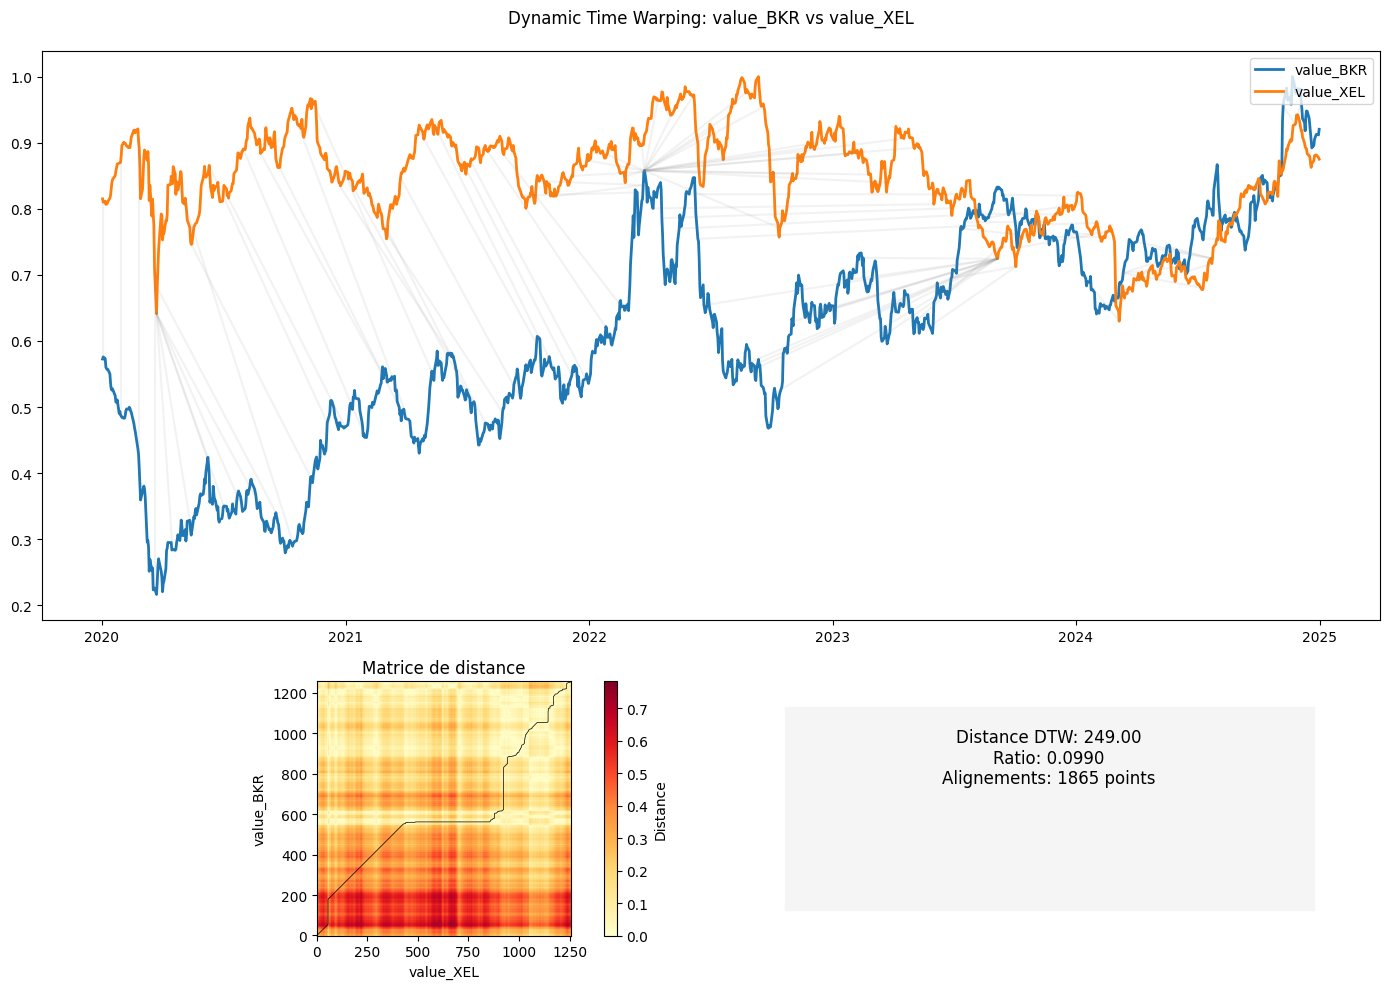 Dynamic Time Warping: value_BKR vs value_XEL
value_BKR
value_XEL
1.0
0.9
0.8
0.7
0.6
0.5
0.4
0.3
0.2
2020 2021 2022 2023 2024 2025
Matrice de distance
value_BKR
1200
1000
800
600
400
200
0
0 250 500 750 1000 1250
value_XEL
0.7
0.6
0.5
0.4
0.3
0.2
0.1
0.0
Distance
Distance DTW: 249.00
Ratio: 0.0990
Alignements: 1865 points